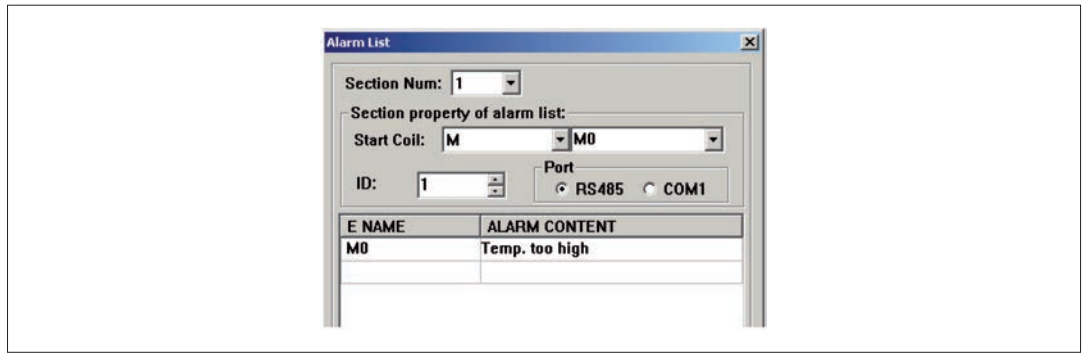 Alarm List
Section Num: 1
Section property of alarm list:
Start Coil: M M0
ID: 1 Port RS485 COM1
E NAME ALARM CONTENT
M0 Temp. too high